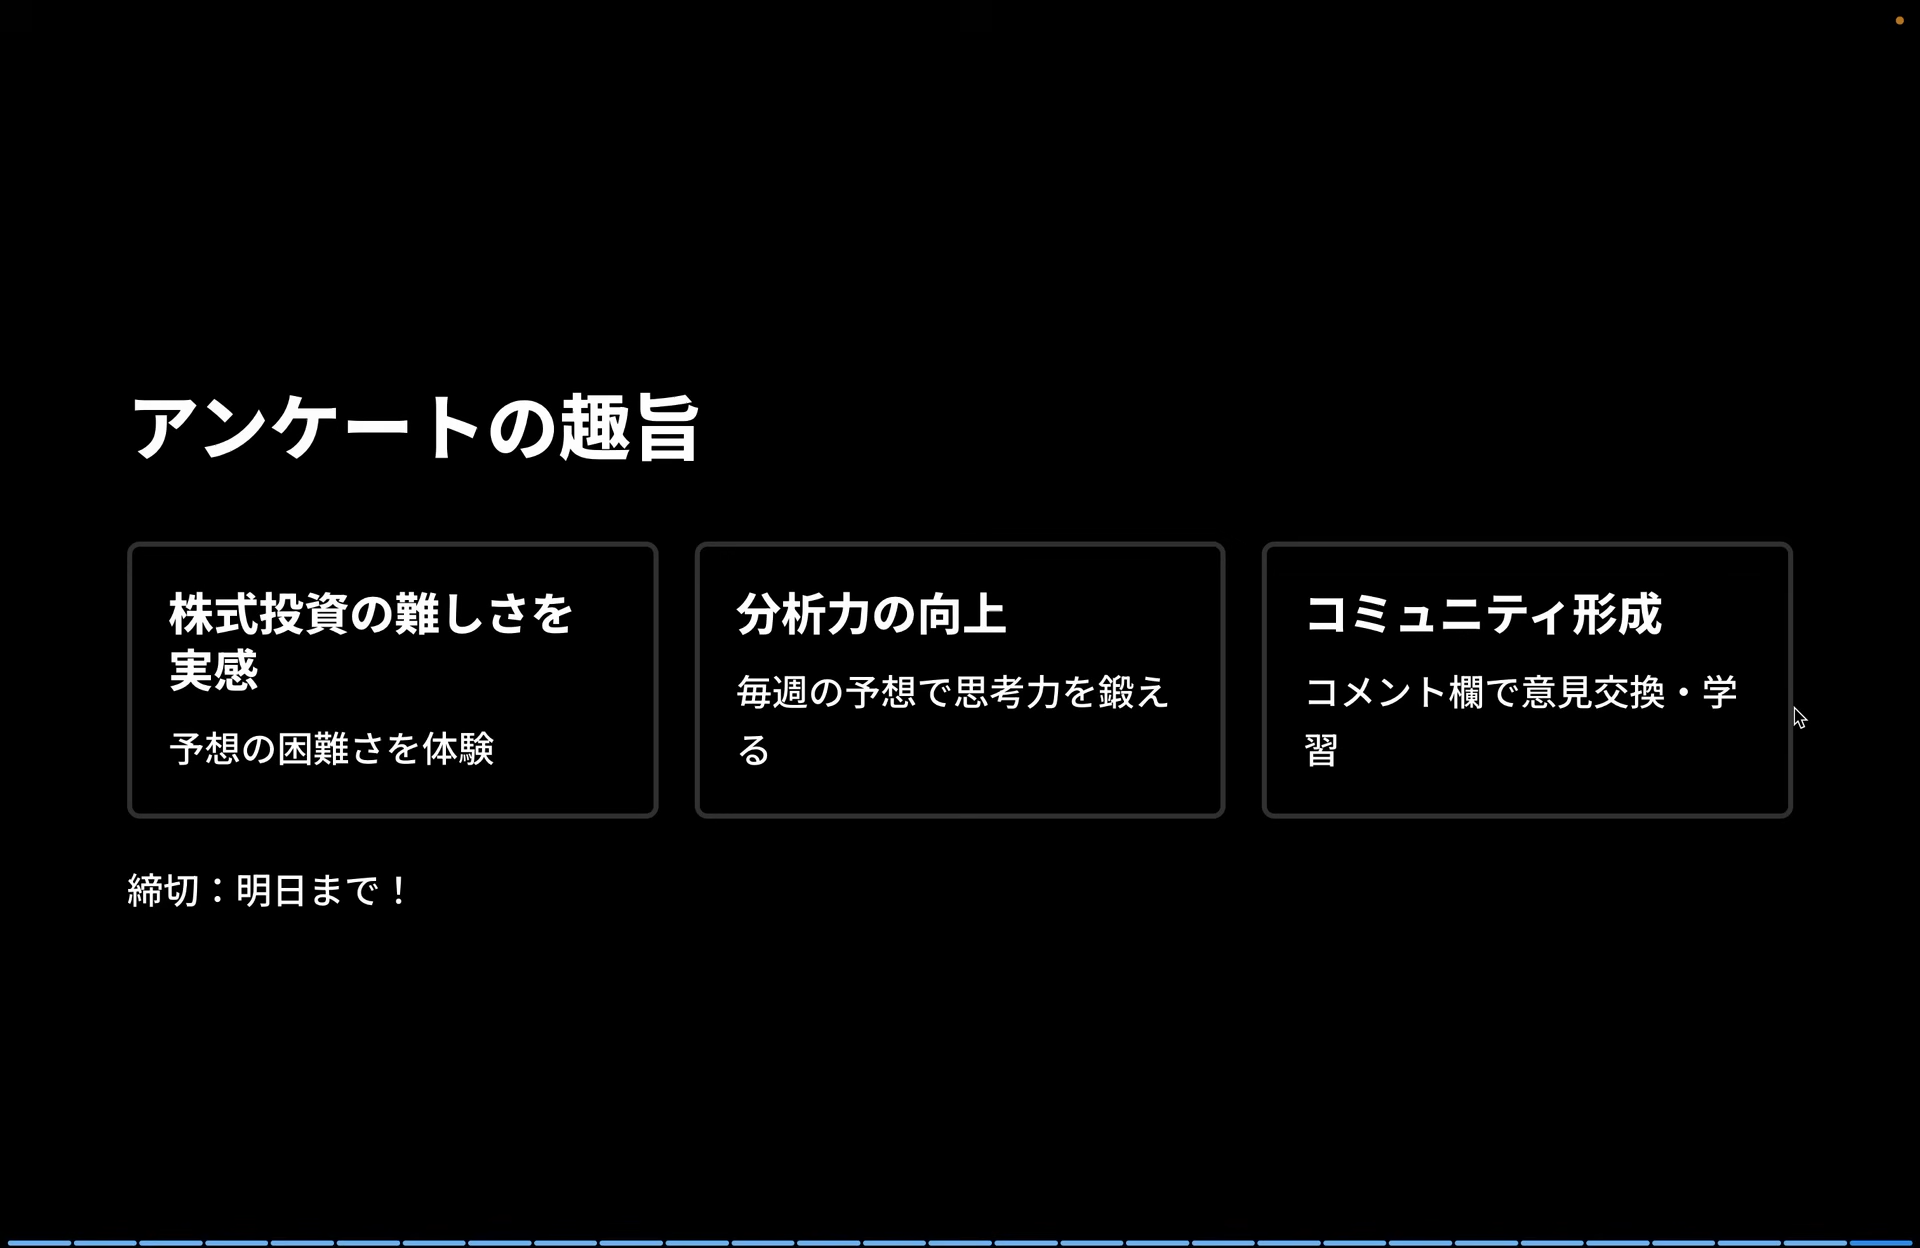 アンケートの趣旨
株式投資の難しさを
実感
予想の困難さを体験
分析力の向上
毎週の予想で思考力を鍛え
る
コミュニティ形成
コメント欄で意見交換・学
習
締切：明日まで！